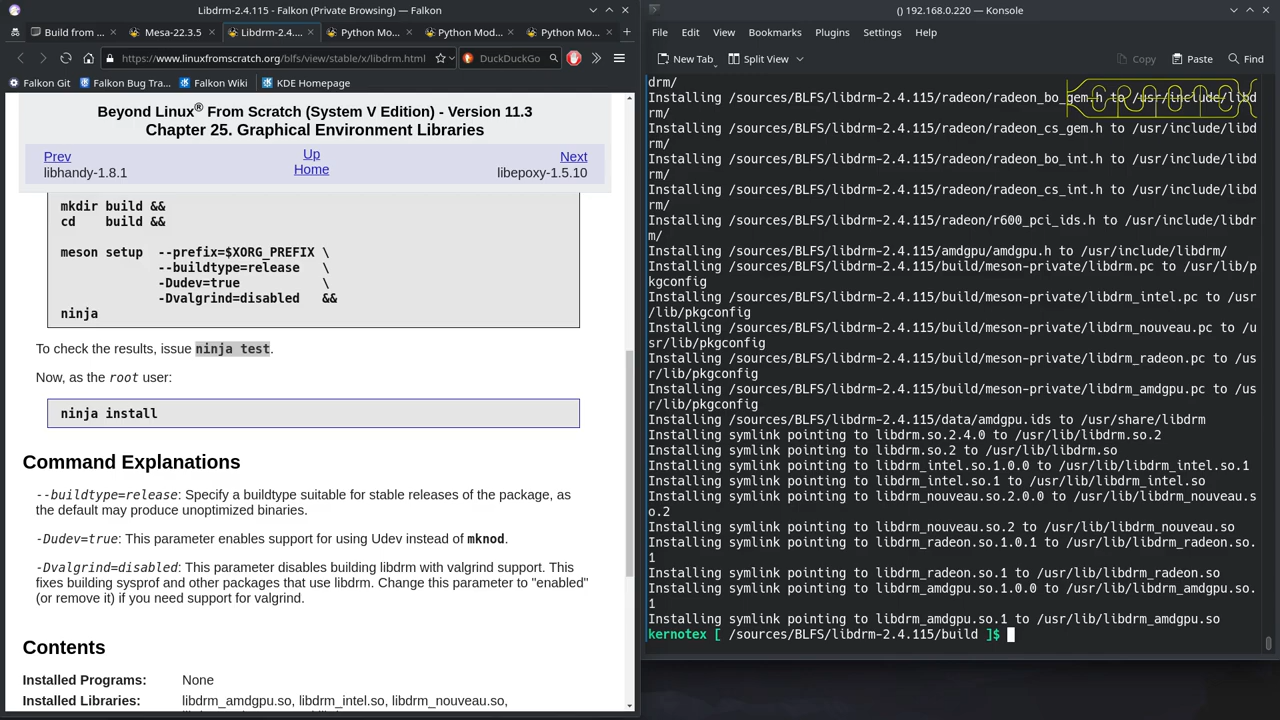 Libdrm-2.4.115 - Falkon (Private Browsing) — Falkon
Build from ...
Mesa-22.3.5
Libdrm-2.4....
Python Mo...
Python Mod...
Python Mo...
https://www.linuxfromscratch.org/blfs/view/stable/x/libdrm.html
DuckDuckGo
Falkon Git
Falkon Bug Tra...
Falkon Wiki
KDE Homepage
Beyond Linux® From Scratch (System V Edition) - Version 11.3
Chapter 25. Graphical Environment Libraries
Prev
Up
Next
libhandy-1.8.1
Home
libepoxy-1.5.10
mkdir build &&
cd    build &&
meson setup  --prefix=$XORG_PREFIX \
--buildtype=release   \
-Dudev=true           \
-Dvalgrind=disabled   &&
ninja
To check the results, issue ninja test.
Now, as the root user:
ninja install
Command Explanations
--buildtype=release: Specify a buildtype suitable for stable releases of the package, as
the default may produce unoptimized binaries.
-Dudev=true: This parameter enables support for using Udev instead of mknod.
-Dvalgrind=disabled: This parameter disables building libdrm with valgrind support. This
fixes building sysprof and other packages that use libdrm. Change this parameter to "enabled"
(or remove it) if you need support for valgrind.
Contents
Installed Programs: None
Installed Libraries: libdrm_amdgpu.so, libdrm_intel.so, libdrm_nouveau.so,
() 192.168.0.220 — Konsole
File Edit View Bookmarks Plugins Settings Help
New Tab
Split View
Copy
Paste
Find
drm/
Installing /sources/BLFS/libdrm-2.4.115/radeon/radeon_bo_gem.h to /usr/include/libd
rm/
Installing /sources/BLFS/libdrm-2.4.115/radeon/radeon_cs_gem.h to /usr/include/libd
rm/
Installing /sources/BLFS/libdrm-2.4.115/radeon/radeon_bo_int.h to /usr/include/libd
rm/
Installing /sources/BLFS/libdrm-2.4.115/radeon/radeon_cs_int.h to /usr/include/libd
rm/
Installing /sources/BLFS/libdrm-2.4.115/radeon/r600_pci_ids.h to /usr/include/libdr
m/
Installing /sources/BLFS/libdrm-2.4.115/amdgpu/amdgpu.h to /usr/include/libdrm/
Installing /sources/BLFS/libdrm-2.4.115/build/meson-private/libdrm.pc to /usr/lib/p
kgconfig
Installing /sources/BLFS/libdrm-2.4.115/build/meson-private/libdrm_intel.pc to /usr
/lib/pkgconfig
Installing /sources/BLFS/libdrm-2.4.115/build/meson-private/libdrm_nouveau.pc to /u
sr/lib/pkgconfig
Installing /sources/BLFS/libdrm-2.4.115/build/meson-private/libdrm_radeon.pc to /us
r/lib/pkgconfig
Installing /sources/BLFS/libdrm-2.4.115/build/meson-private/libdrm_amdgpu.pc to /us
r/lib/pkgconfig
Installing /sources/BLFS/libdrm-2.4.115/data/amdgpu.ids to /usr/share/libdrm
Installing symlink pointing to libdrm.so.2.4.0 to /usr/lib/libdrm.so.2
Installing symlink pointing to libdrm.so.2 to /usr/lib/libdrm.so
Installing symlink pointing to libdrm_intel.so.1.0.0 to /usr/lib/libdrm_intel.so.1
Installing symlink pointing to libdrm_intel.so.1 to /usr/lib/libdrm_intel.so
Installing symlink pointing to libdrm_nouveau.so.2.0.0 to /usr/lib/libdrm_nouveau.s
o.2
Installing symlink pointing to libdrm_nouveau.so.2 to /usr/lib/libdrm_nouveau.so
Installing symlink pointing to libdrm_radeon.so.1.0.1 to /usr/lib/libdrm_radeon.so.
1
Installing symlink pointing to libdrm_radeon.so.1 to /usr/lib/libdrm_radeon.so
Installing symlink pointing to libdrm_amdgpu.so.1.0.0 to /usr/lib/libdrm_amdgpu.so.
1
Installing symlink pointing to libdrm_amdgpu.so.1 to /usr/lib/libdrm_amdgpu.so
kernotex [ /sources/BLFS/libdrm-2.4.115/build ]$